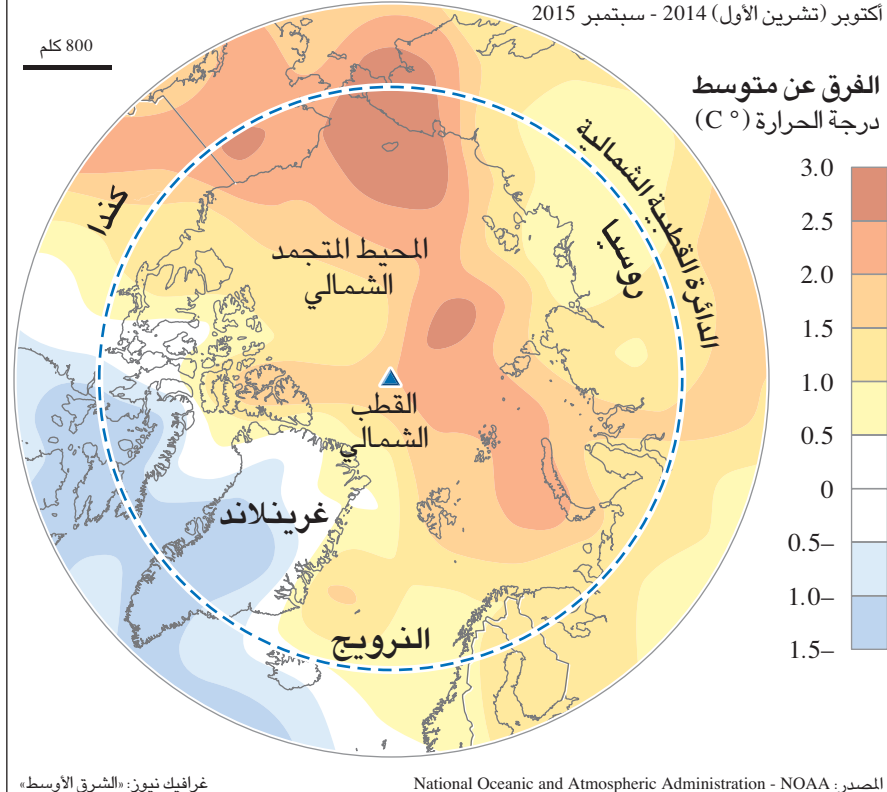 أكتوبر (تشرين الأول) 2014 - سبتمبر 2015
800 كلم
الفرق عن متوسط
درجة الحرارة (C °)
3.0
2.5
2.0
1.5
1.0
0.5
0
0.5–
1.0–
1.5–
الدائرة القطبية الشمالية
روسيا
كندا
المحيط المتجمد
الشمالي
القطب
الشمالي
غرينلاند
النرويج
المصدر: National Oceanic and Atmospheric Administration - NOAA
غرافيك نيوز: «الشرق الأوسط»